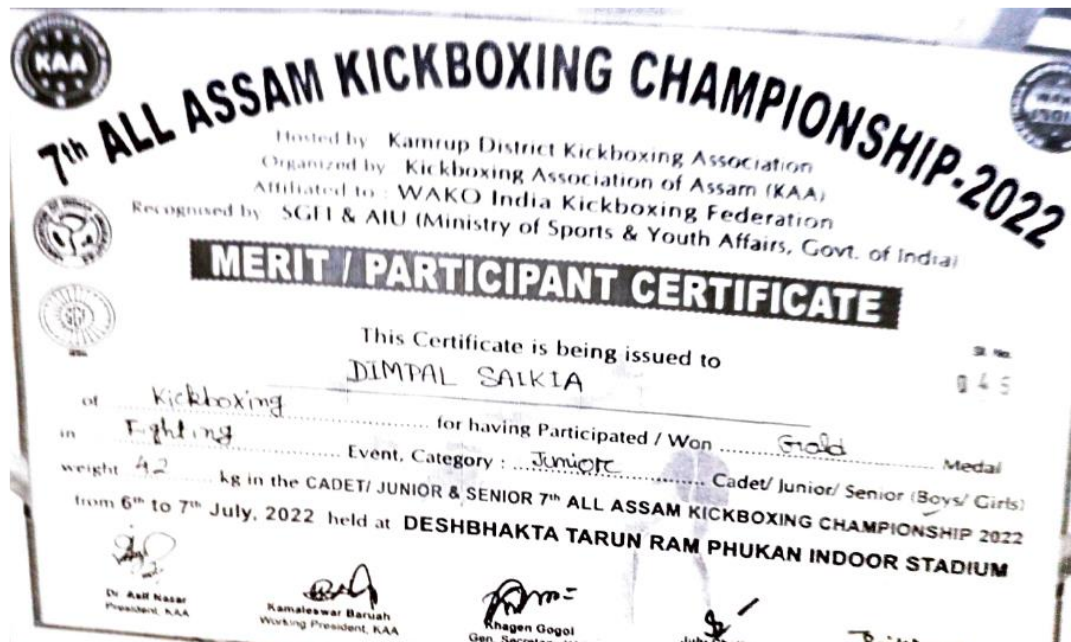 KAA
7th ALL ASSAM KICKBOXING CHAMPIONSHIP-2022
Hosted by Kamrup District Kickboxing Association
Organized by Kickboxing Association of Assam (KAA)
Affiliated to : WAKO India Kickboxing Federation
Recognised by SGFI & AIU (Ministry of Sports & Youth Affairs, Govt. of India)
MERIT / PARTICIPANT CERTIFICATE
This Certificate is being issued to
Sl. No.
DIMPAL SAIKIA
045
of Kickboxing for having Participated / Won Gold Medal
in Fighting Event, Category : Junior Cadet/ Junior/ Senior (Boys/ Girls)
weight 42 kg in the CADET/ JUNIOR & SENIOR 7th ALL ASSAM KICKBOXING CHAMPIONSHIP 2022
from 6th to 7th July, 2022 held at DESHBHAKTA TARUN RAM PHUKAN INDOOR STADIUM
Dr. Asif Nasar
President, KAA
Kamaleswar Baruah
Working President, KAA
Khagen Gogoi